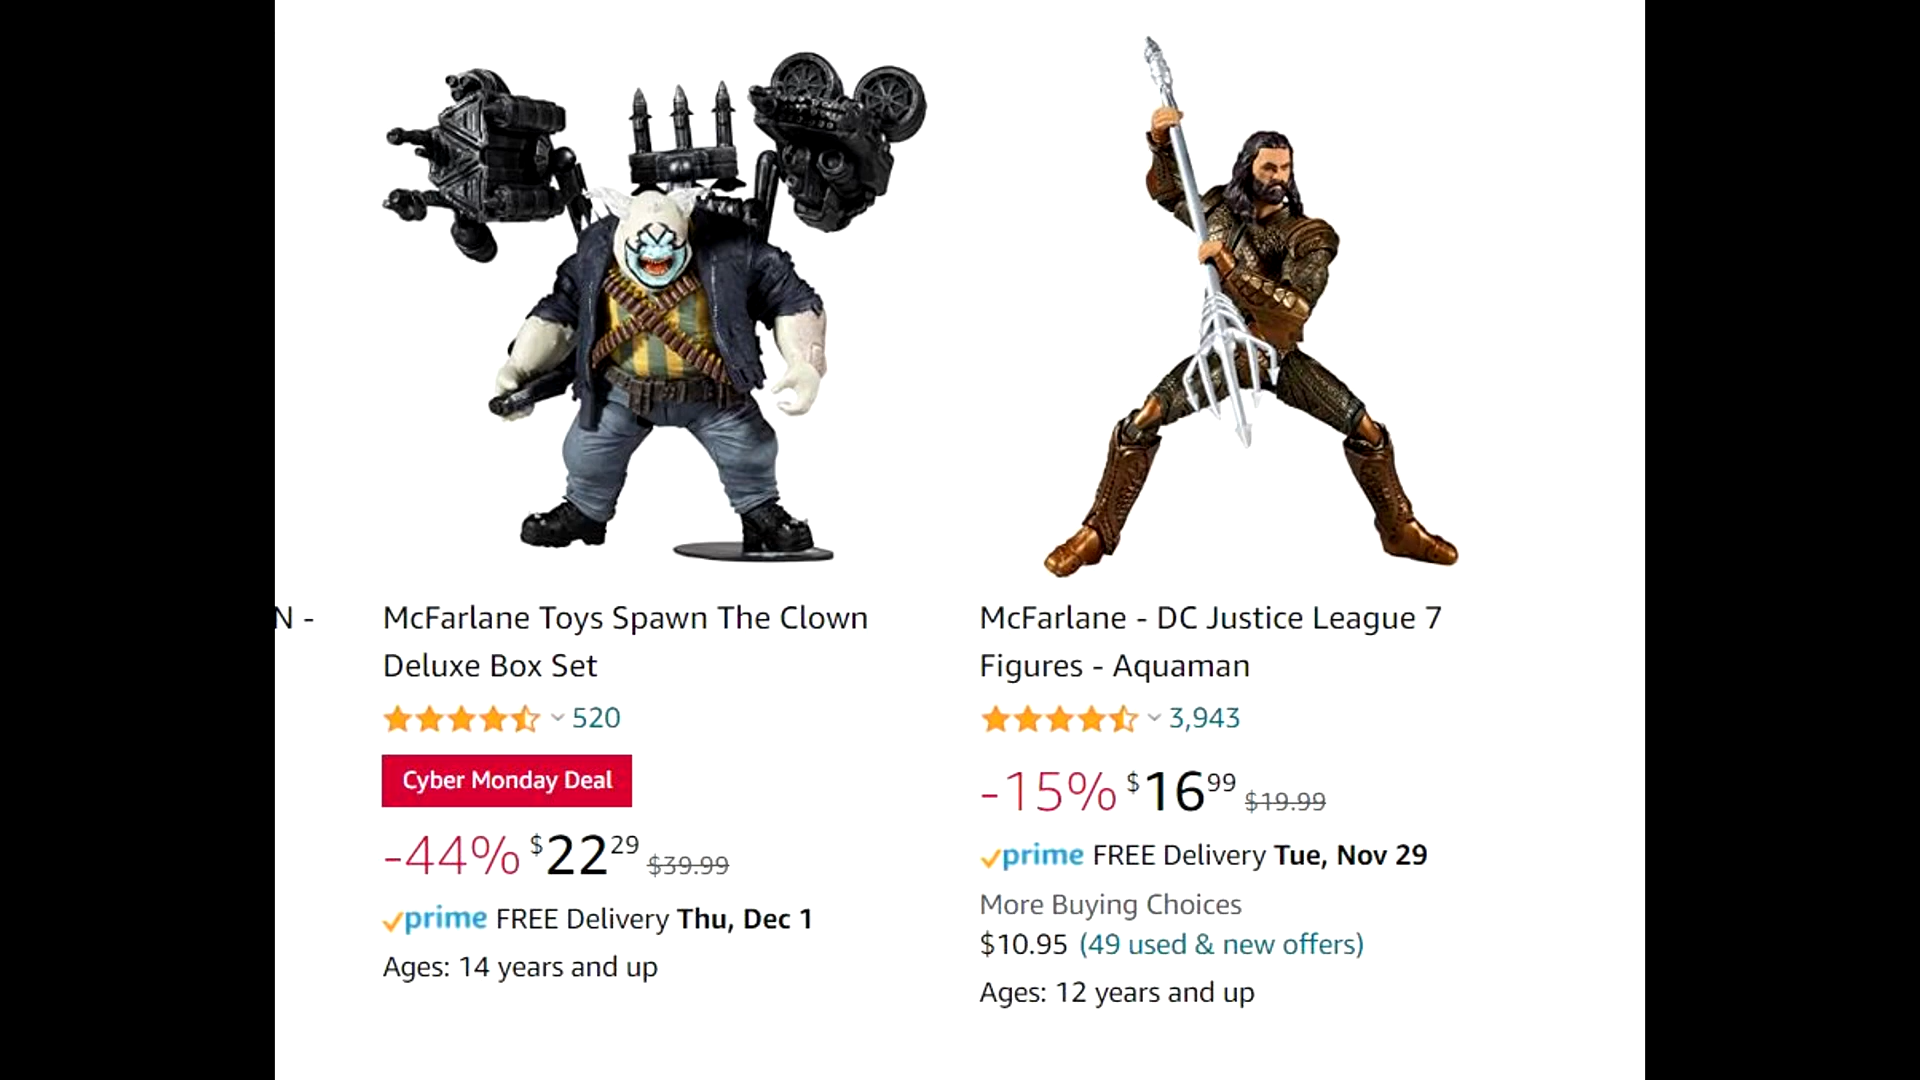 N -
McFarlane Toys Spawn The Clown
Deluxe Box Set
520
Cyber Monday Deal
-44% $22 29 $39.99
prime FREE Delivery Thu, Dec 1
Ages: 14 years and up
McFarlane - DC Justice League 7
Figures - Aquaman
3,943
-15% $16 99 $19.99
prime FREE Delivery Tue, Nov 29
More Buying Choices
$10.95 (49 used & new offers)
Ages: 12 years and up